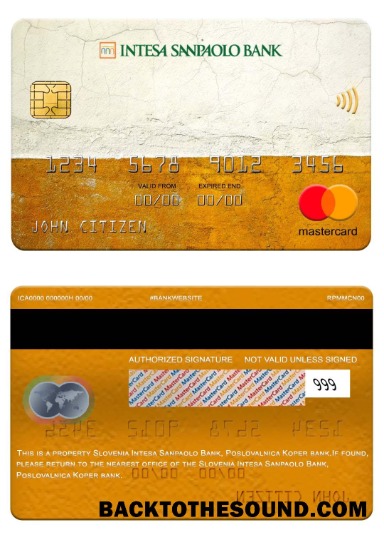 INTESA SANPAOLO BANK
1234 5678 9012 3456
VALID FROM EXPIRED END
00/00 00/00
JOHN CITIZEN
mastercard
ICA0000 000000H 00/00 #BANKWEBSITE RPMMCN00
AUTHORIZED SIGNATURE NOT VALID UNLESS SIGNED
MasterCard MasterCard MasterCard
999
THIS IS A PROPERTY SLOVENIA INTESA SANPAOLO BANK, POSLOVALNICA KOPER BANK.IF FOUND,
PLEASE RETURN TO THE NEAREST OFFICE OF THE SLOVENIA INTESA SANPAOLO BANK,
POSLOVALNICA KOPER BANK.
BACKTOTHESOUND.COM